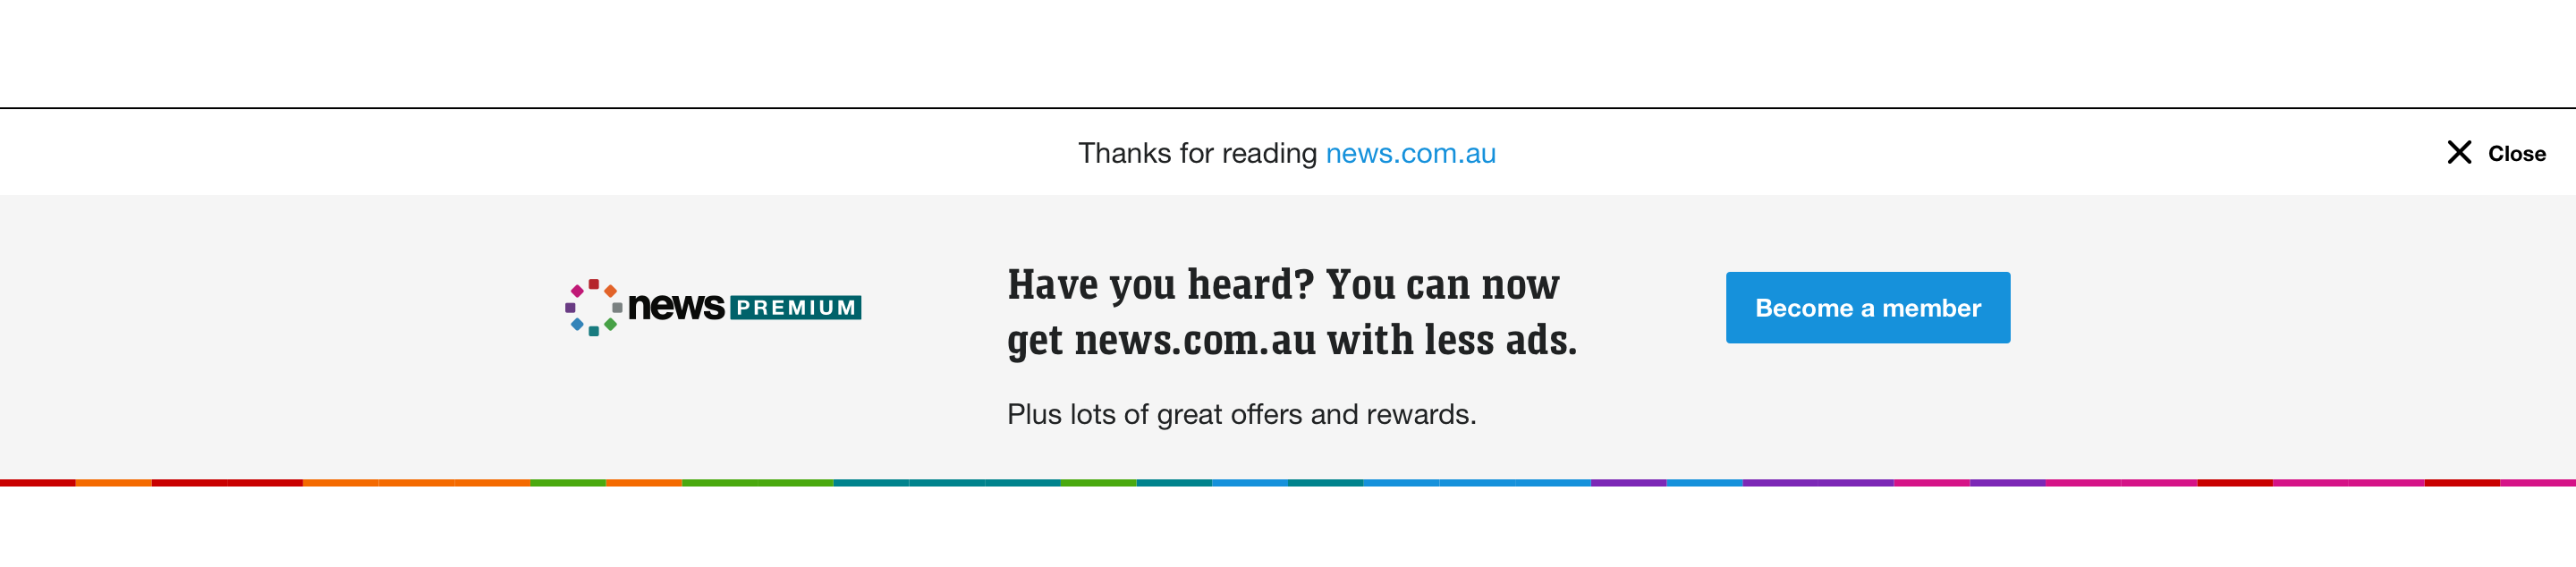 Thanks for reading news.com.au
Close
news PREMIUM
Have you heard? You can now
get news.com.au with less ads.
Plus lots of great offers and rewards.
Become a member